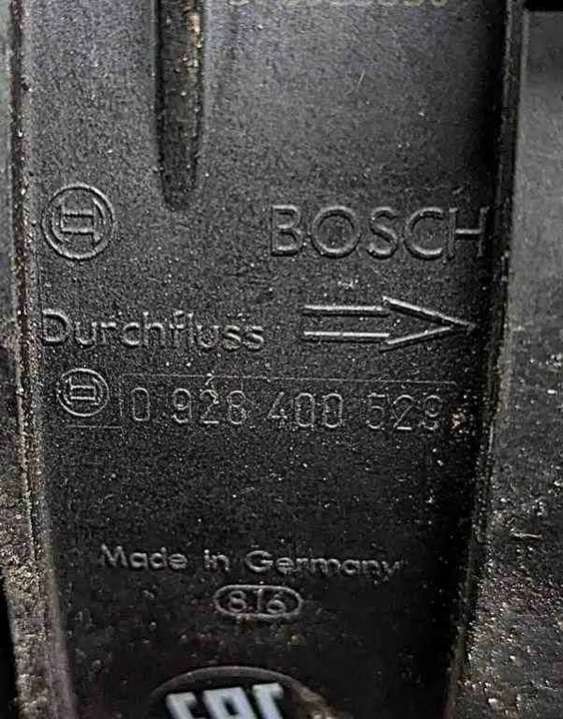 BOSCH
Durchfluss
0 928 400 529
Made in Germany
816